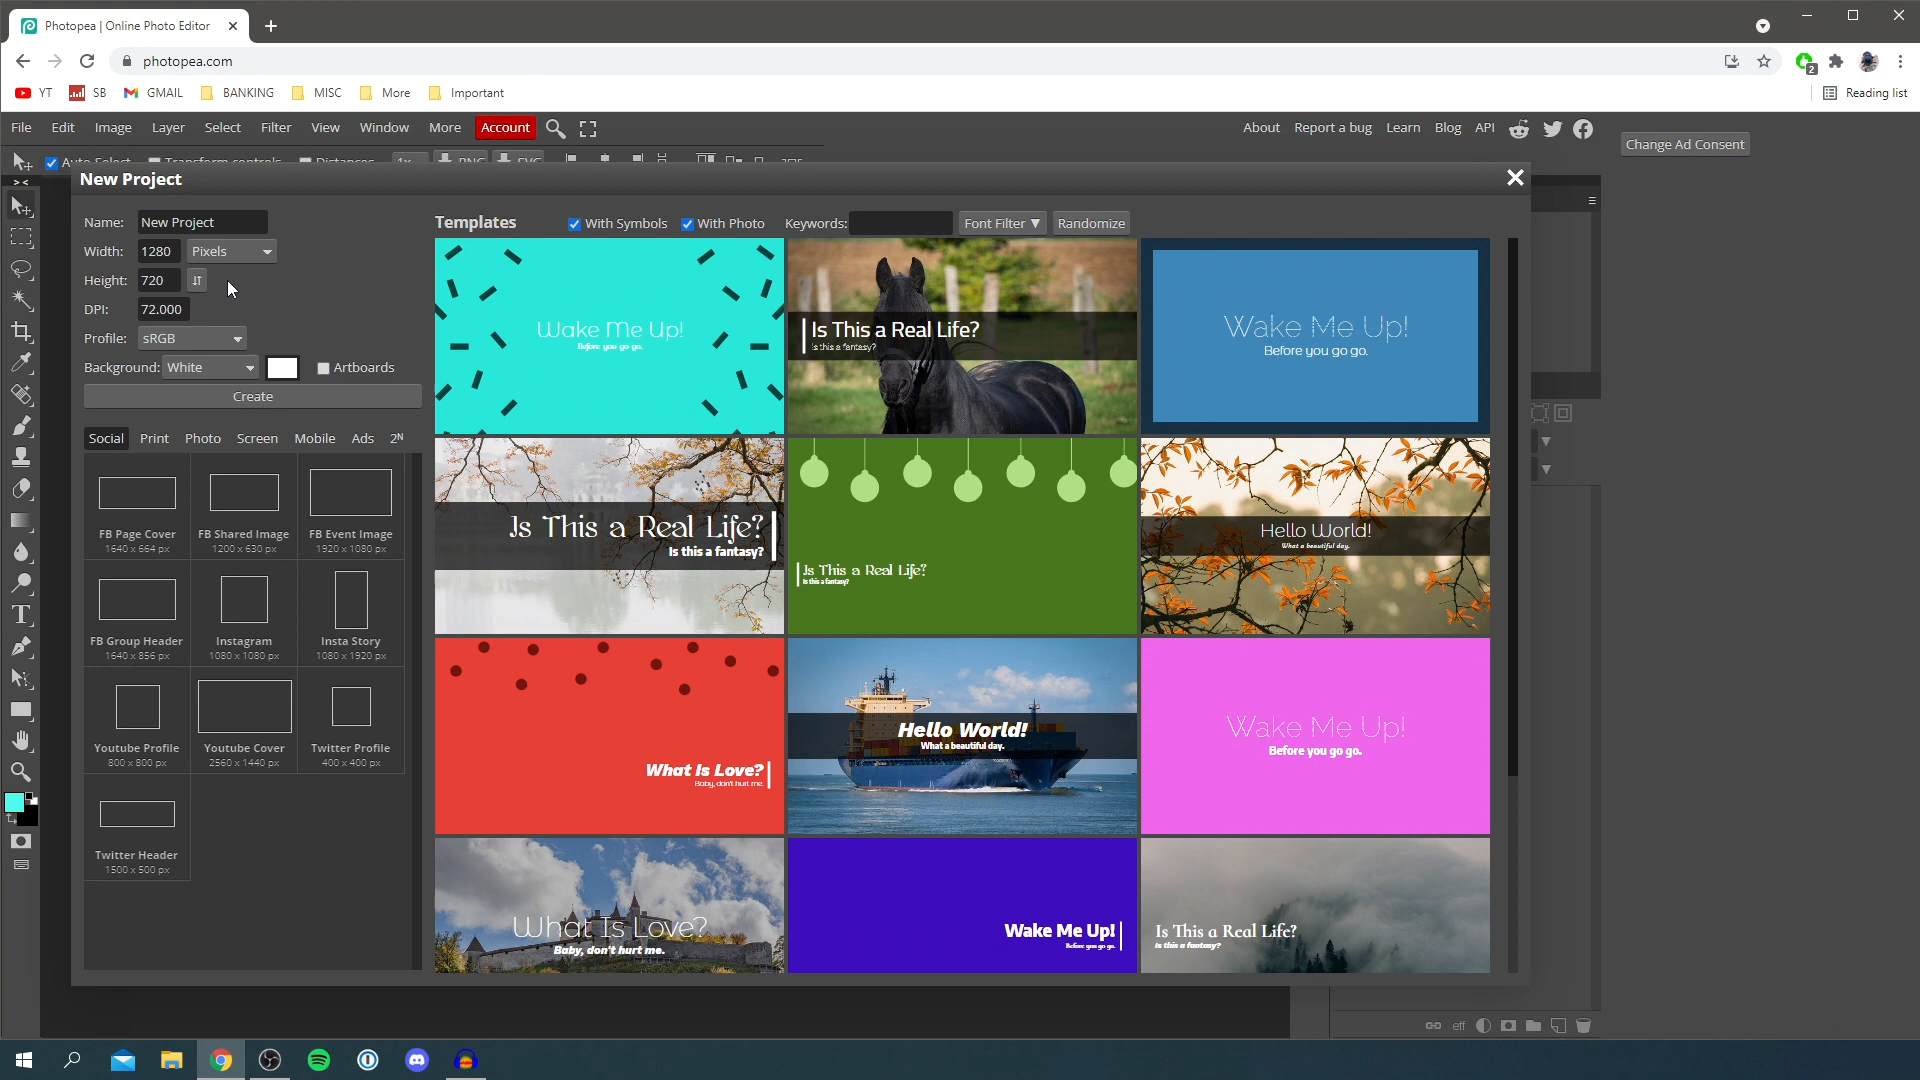 Photopea | Online Photo Editor
photopea.com
2
YT SB GMAIL BANKING MISC More Important Reading list
File Edit Image Layer Select Filter View Window More Account About Report a bug Learn Blog API Change Ad Consent
Auto-Select Transform controls Distances 1x PNG SVG
New Project
Name: New Project
Width: 1280 Pixels
Height: 720
DPI: 72.000
Profile: sRGB
Background: White Artboards
Create
Social Print Photo Screen Mobile Ads 2ᴺ
FB Page Cover FB Shared Image FB Event Image
1640 x 664 px 1200 x 630 px 1920 x 1080 px
FB Group Header Instagram Insta Story
1640 x 856 px 1080 x 1080 px 1080 x 1920 px
Youtube Profile Youtube Cover Twitter Profile
800 x 800 px 2560 x 1440 px 400 x 400 px
Twitter Header
1500 x 500 px
Templates With Symbols With Photo Keywords: Font Filter ▼ Randomize
Wake Me Up!
Before you go go.
Is This a Real Life?
Is this a fantasy?
Wake Me Up!
Before you go go.
Is This a Real Life?
Is this a fantasy?
Is This a Real Life?
Is this a fantasy?
Hello World!
What a beautiful day.
What Is Love?
Baby, don't hurt me.
Hello World!
What a beautiful day.
Wake Me Up!
Before you go go.
What Is Love?
Baby, don't hurt me.
Wake Me Up!
Before you go go.
Is This a Real Life?
Is this a fantasy?
eff